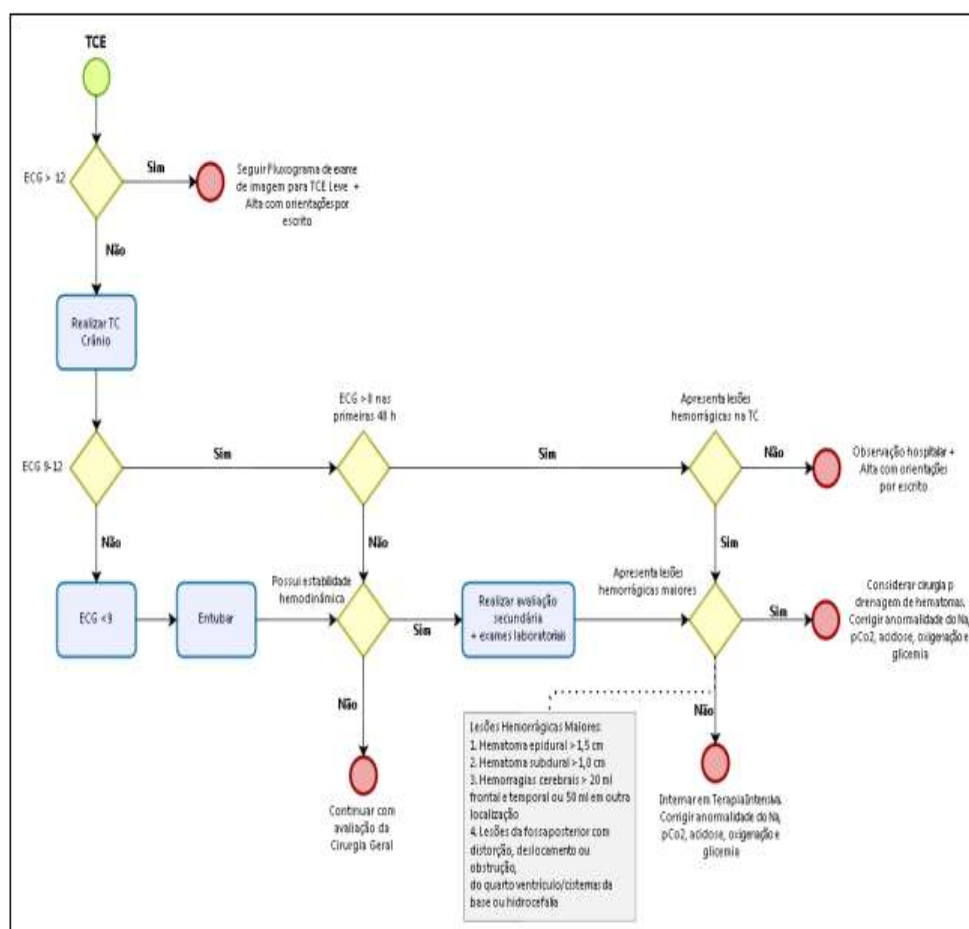 TCE
ECG > 12
Sim
Seguir Fluxograma de exame
de imagem para TCE Leve +
Alta com orientações por
escrito
Não
Realizar TC
Crânio
ECG 9-12
Sim
ECG >8 nas
primeiras 48 h
Sim
Apresenta lesões
hemorrágicas na TC
Não
Observação hospitalar +
Alta com orientações
por escrito
Não
Não
Sim
ECG <9
Entubar
Possui estabilidade
hemodinâmica
Sim
Realizar avaliação
secundária
+ exames laboratoriais
Apresenta lesões
hemorrágicas maiores
Sim
Considerar cirurgia p
drenagem de hematomas.
Corrigir anormalidade do Na,
pCo2, acidose, oxigenação e
glicemia
Não
Continuar com
avaliação da
Cirurgia Geral
Lesões Hemorrágicas Maiores:
1. Hematoma epidural >1,5 cm
2. Hematoma subdural >1,0 cm
3. Hemorragias cerebrais > 20 ml
frontal e temporal ou 50 ml em outra
localização
4. Lesões da fossa posterior com
distorção, deslocamento ou
obstrução,
do quarto ventrículo/cisternas da
base ou hidrocefalia
Não
Internar em Terapia Intensiva.
Corrigir anormalidade do Na,
pCo2, acidose, oxigenação e
glicemia